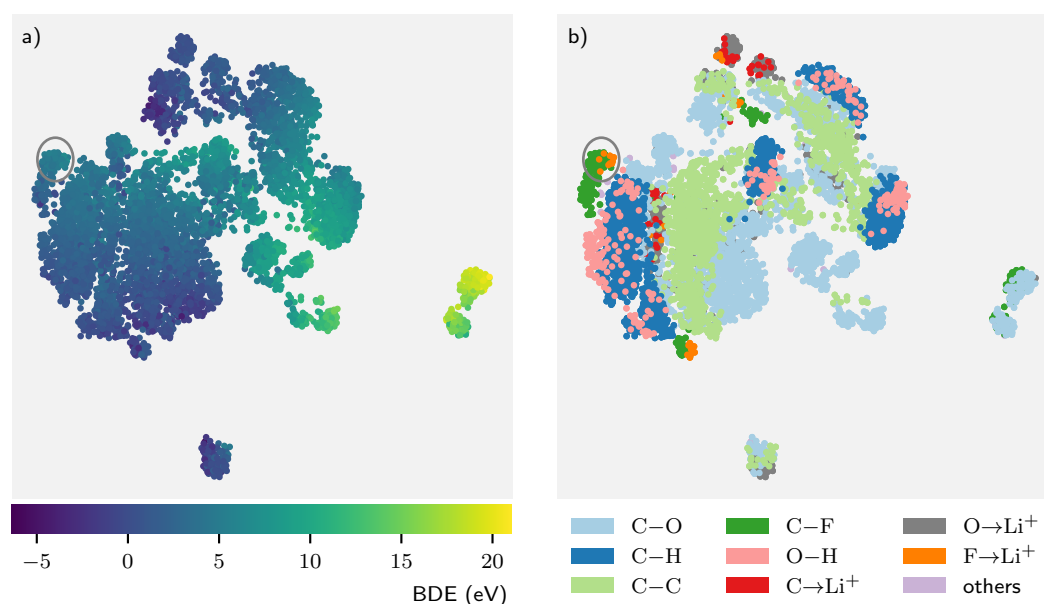 a)
b)
−5 0 5 10 15 20
BDE (eV)
C−O C−F O→Li⁺
C−H O−H F→Li⁺
C−C C→Li⁺ others